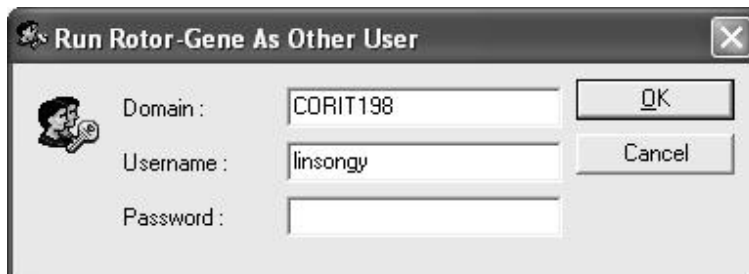 Run Rotor-Gene As Other User
Domain : CORIT198 OK
Username : linsongy Cancel
Password :